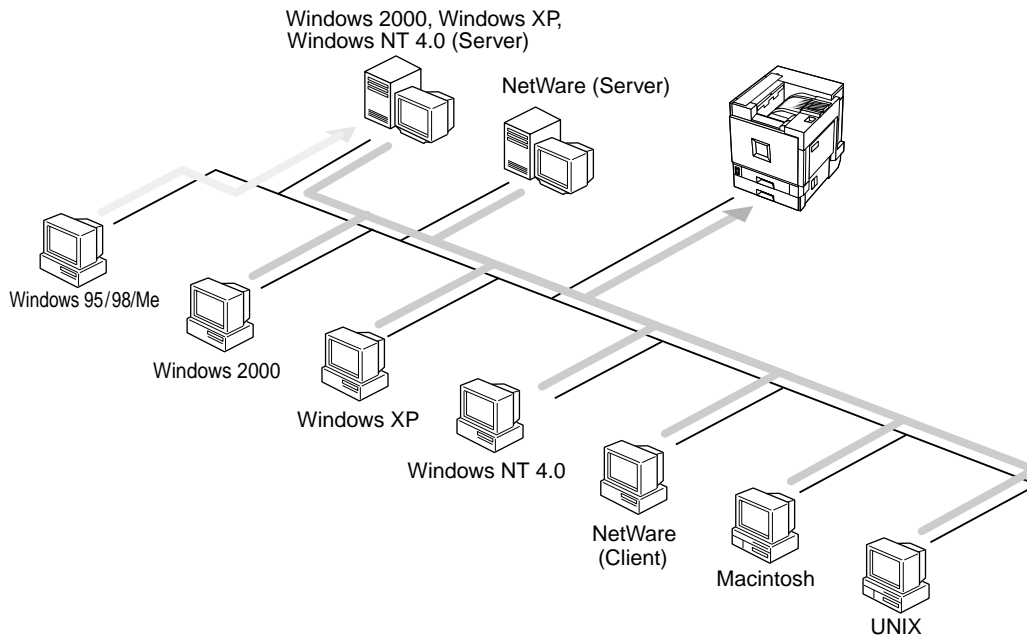 Windows 2000, Windows XP,
Windows NT 4.0 (Server)
NetWare (Server)
Windows 95/98/Me
Windows 2000
Windows XP
Windows NT 4.0
NetWare
(Client)
Macintosh
UNIX